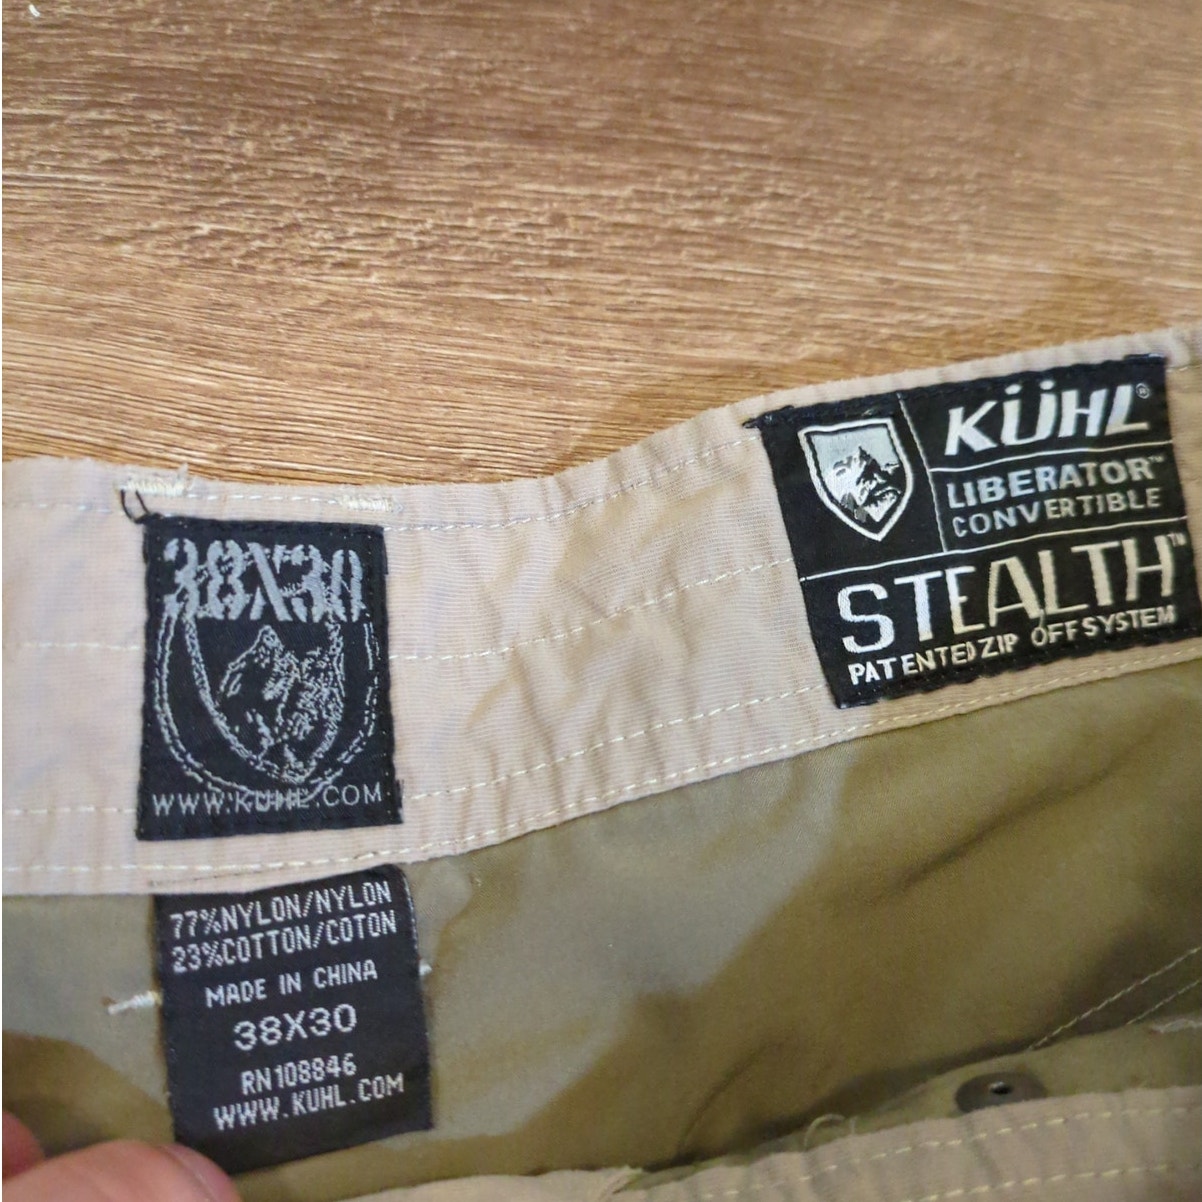 38X30
WWW.KUHL.COM
KÜHL®
LIBERATOR™
CONVERTIBLE
STEALTH™
PATENTED ZIP OFF SYSTEM
77%NYLON/NYLON
23%COTTON/COTON
MADE IN CHINA
38X30
RN108846
WWW.KUHL.COM